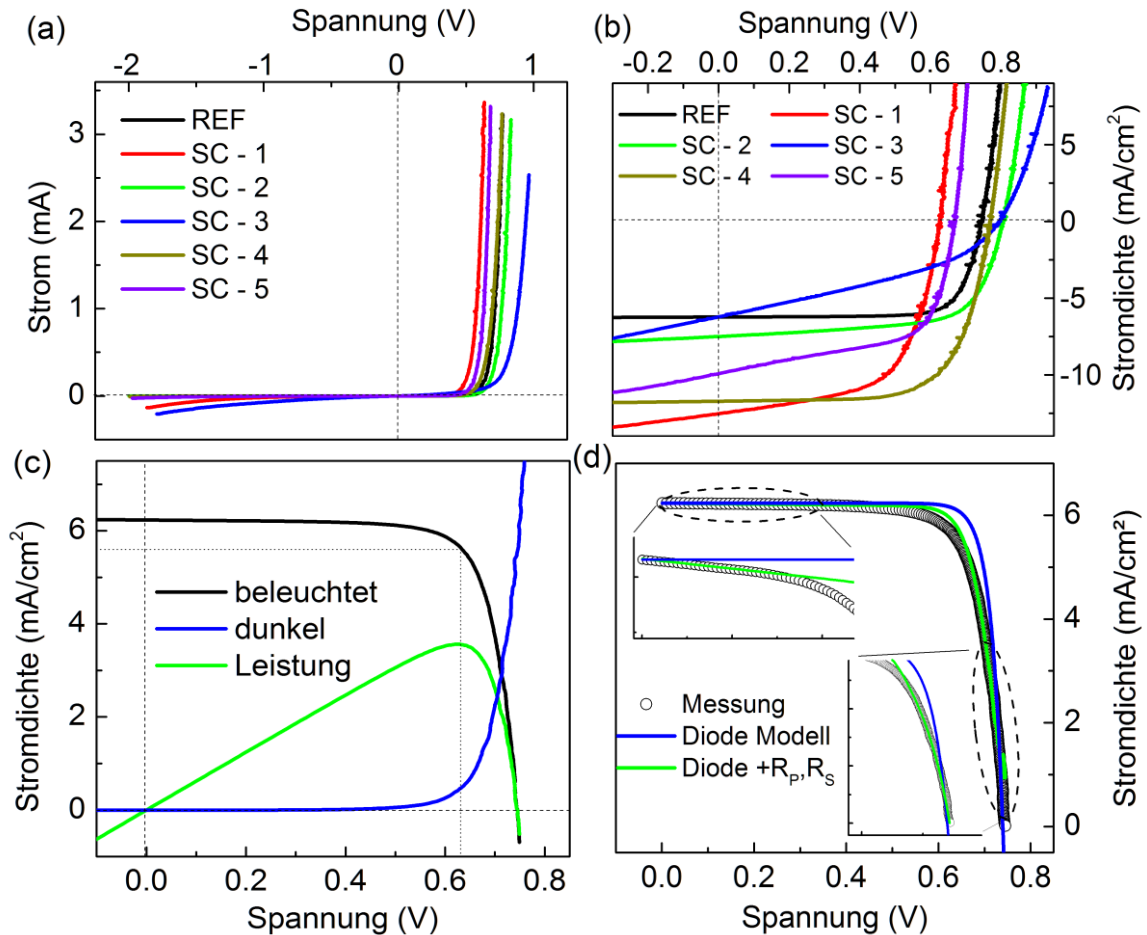 (a)
Spannung (V)
-2 -1 0 1
Strom (mA)
3
2
1
0
REF
SC - 1
SC - 2
SC - 3
SC - 4
SC - 5
(b)
Spannung (V)
-0.2 0.0 0.2 0.4 0.6 0.8
REF SC - 1
SC - 2 SC - 3
SC - 4 SC - 5
5
0
-5
-10
Stromdichte (mA/cm²)
(c)
Stromdichte (mA/cm²)
6
4
2
0
beleuchtet
dunkel
Leistung
0.0 0.2 0.4 0.6 0.8
Spannung (V)
(d)
6
4
2
0
Stromdichte (mA/cm²)
Messung
Diode Modell
Diode +RP,RS
0.0 0.2 0.4 0.6 0.8
Spannung (V)